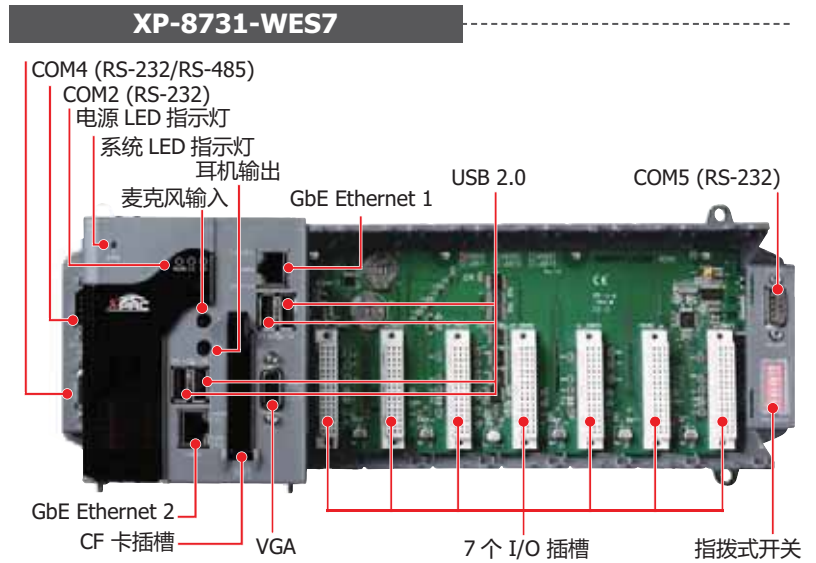 XP-8731-WES7
COM4 (RS-232/RS-485)
COM2 (RS-232)
电源 LED 指示灯
系统 LED 指示灯
耳机输出
麦克风输入
GbE Ethernet 1
USB 2.0
COM5 (RS-232)
XPAC
GbE Ethernet 2
CF 卡插槽
VGA
7 个 I/O 插槽
指拨式开关